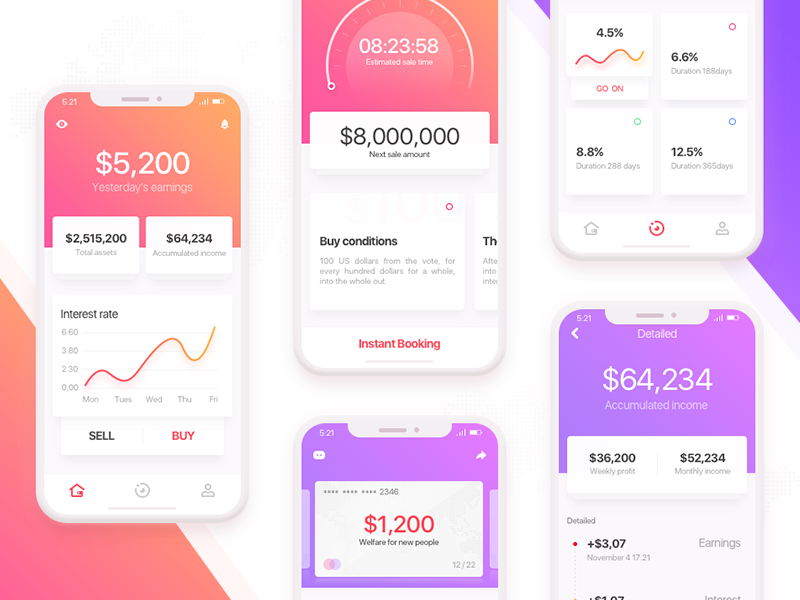 5:21
$5,200
Yesterday's earnings
$2,515,200
Total assets
$64,234
Accumulated income
Interest rate
6.60
3.80
2.30
0,00
Mon Tues Wed Thu Fri
SELL
BUY
08:23:58
Estimated sale time
$8,000,000
Next sale amount
$100
Buy conditions
100 US dollars from the vote, for
every hundred dollars for a whole,
into the whole out.
Th
Afte
into
inter
Instant Booking
5:21
**** **** **** 2346
$1,200
Welfare for new people
12 / 22
4.5%
GO ON
6.6%
Duration 188days
8.8%
Duration 288 days
12.5%
Duration 365days
5:21
Detailed
$64,234
Accumulated income
$36,200
Weekly profit
$52,234
Monthly income
Detailed
+$3,07
Earnings
November 4 17:21
+$1,07
Interest